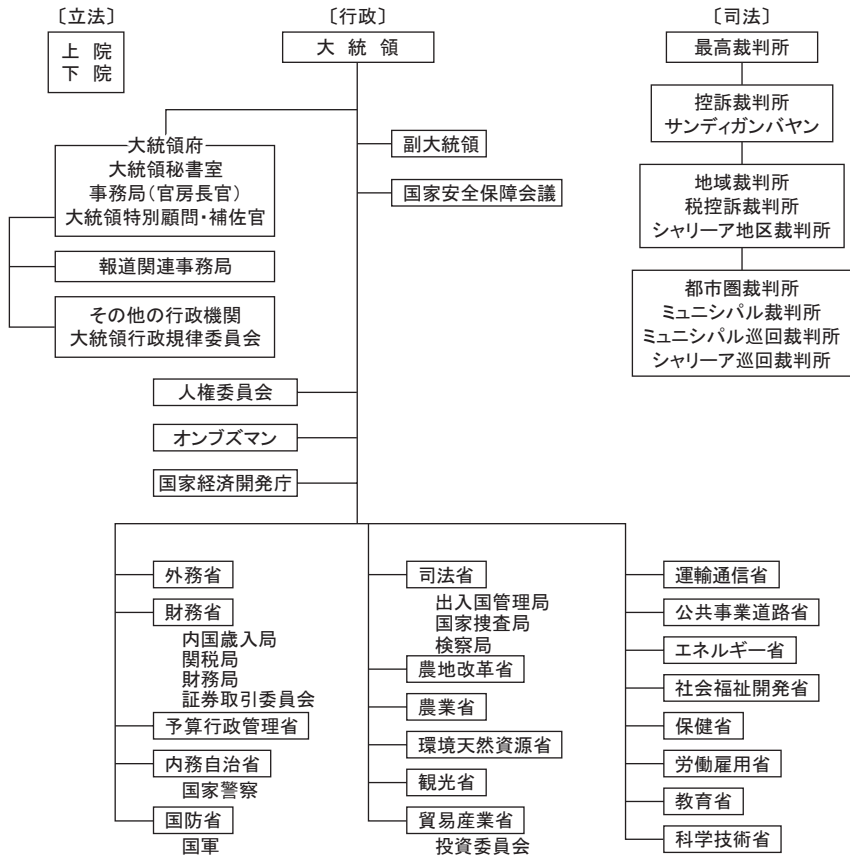 〔立法〕
上 院
下 院
〔行政〕
大 統 領
大統領府
大統領秘書室
事務局(官房長官)
大統領特別顧問・補佐官
報道関連事務局
その他の行政機関
大統領行政規律委員会
副大統領
国家安全保障会議
人権委員会
オンブズマン
国家経済開発庁
〔司法〕
最高裁判所
控訴裁判所
サンディガンバヤン
地域裁判所
税控訴裁判所
シャリーア地区裁判所
都市圏裁判所
ミュニシパル裁判所
ミュニシパル巡回裁判所
シャリーア巡回裁判所
外務省
財務省
内国歳入局
関税局
財務局
証券取引委員会
予算行政管理省
内務自治省
国家警察
国防省
国軍
司法省
出入国管理局
国家捜査局
検察局
農地改革省
農業省
環境天然資源省
観光省
貿易産業省
投資委員会
運輸通信省
公共事業道路省
エネルギー省
社会福祉開発省
保健省
労働雇用省
教育省
科学技術省